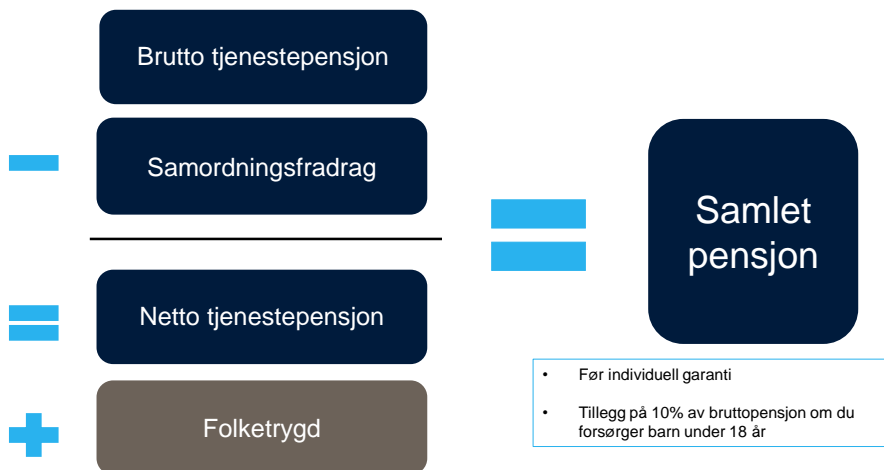 Brutto tjenestepensjon
Samordningsfradrag
Netto tjenestepensjon
Folketrygd
Samlet
pensjon
• Før individuell garanti
• Tillegg på 10% av bruttopensjon om du
forsørger barn under 18 år